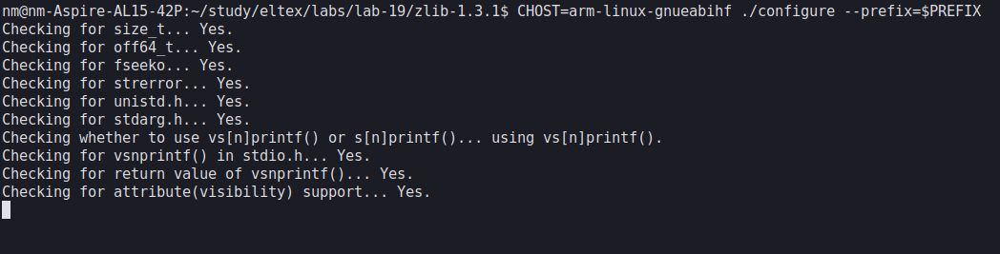 nm@nm-Aspire-AL15-42P:~/study/eltex/labs/lab-19/zlib-1.3.1$ CHOST=arm-linux-gnueabihf ./configure --prefix=$PREFIX
Checking for size_t... Yes.
Checking for off64_t... Yes.
Checking for fseeko... Yes.
Checking for strerror... Yes.
Checking for unistd.h... Yes.
Checking for stdarg.h... Yes.
Checking whether to use vs[n]printf() or s[n]printf()... using vs[n]printf().
Checking for vsnprintf() in stdio.h... Yes.
Checking for return value of vsnprintf()... Yes.
Checking for attribute(visibility) support... Yes.